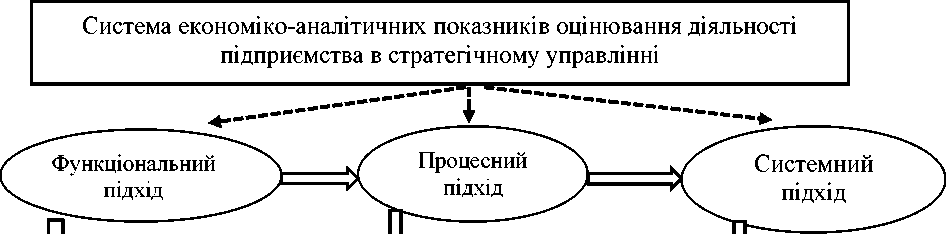 Система економіко-аналітичних показників оцінювання діяльності
підприємства в стратегічному управлінні
Функціональний
підхід
Процесний
підхід
Системний
підхід